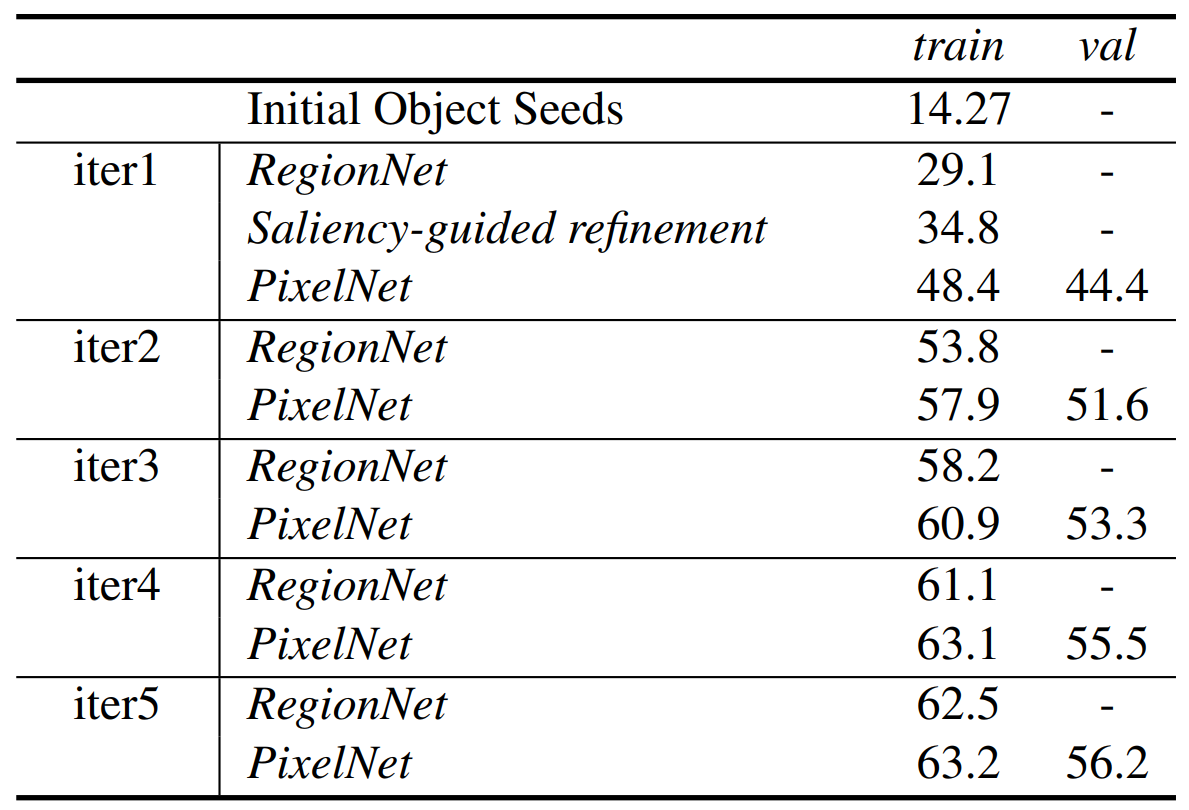 train val
Initial Object Seeds 14.27 -
iter1 RegionNet 29.1 -
Saliency-guided refinement 34.8 -
PixelNet 48.4 44.4
iter2 RegionNet 53.8 -
PixelNet 57.9 51.6
iter3 RegionNet 58.2 -
PixelNet 60.9 53.3
iter4 RegionNet 61.1 -
PixelNet 63.1 55.5
iter5 RegionNet 62.5 -
PixelNet 63.2 56.2